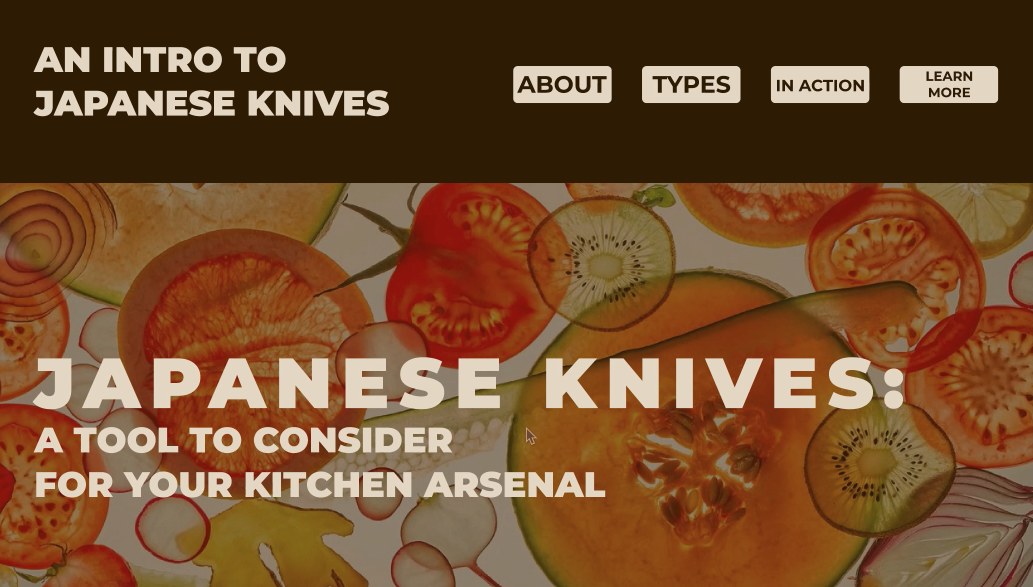 AN INTRO TO
JAPANESE KNIVES
ABOUT
TYPES
IN ACTION
LEARN
MORE
JAPANESE KNIVES:
A TOOL TO CONSIDER
FOR YOUR KITCHEN ARSENAL